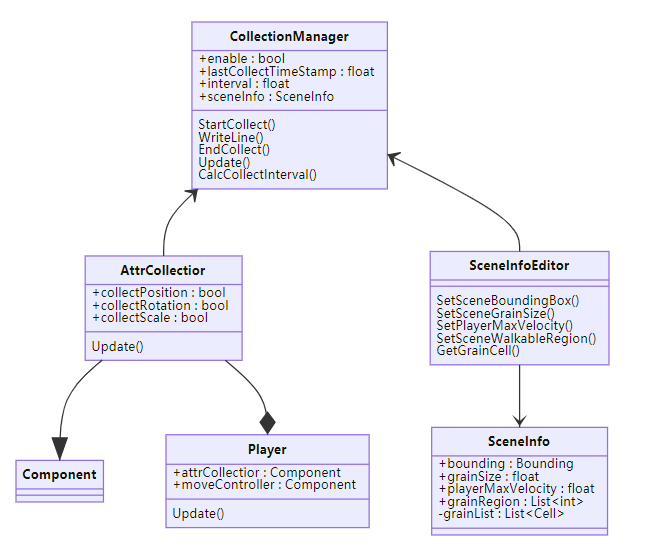 CollectionManager
+enable : bool
+lastCollectTimeStamp : float
+interval : float
+sceneInfo : SceneInfo
StartCollect()
WriteLine()
EndCollect()
Update()
CalcCollectInterval()
AttrCollectior
+collectPosition : bool
+collectRotation : bool
+collectScale : bool
Update()
SceneInfoEditor
SetSceneBoundingBox()
SetSceneGrainSize()
SetPlayerMaxVelocity()
SetSceneWalkableRegion()
GetGrainCell()
Component
Player
+attrCollectior : Component
+moveController : Component
Update()
SceneInfo
+bounding : Bounding
+grainSize : float
+playerMaxVelocity : float
+grainRegion : List<int>
-grainList : List<Cell>